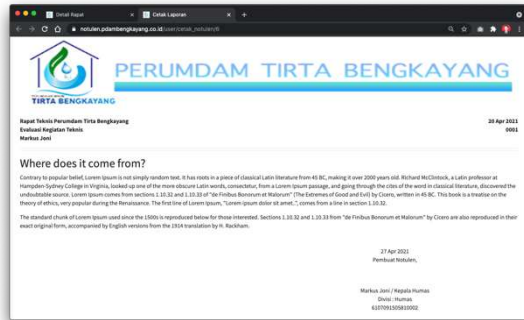 Detail Rapat
Cetak Laporan
notulen.pdambengkayang.co.id/user/cetak_notulen/8
PERUMDAM TIRTA BENGKAYANG
TIRTA BENGKAYANG
Rapat Teknis Perumdam Tirta Bengkayang
20 Apr 2021
Evaluasi Kegiatan Teknis
0001
Markus Joni
Where does it come from?
Contrary to popular belief, Lorem Ipsum is not simply random text. It has roots in a piece of classical Latin literature from 45 BC, making it over 2000 years old. Richard McClintock, a Latin professor at
Hampden-Sydney College in Virginia, looked up one of the more obscure Latin words, consectetur, from a Lorem Ipsum passage, and going through the cites of the word in classical literature, discovered the
undoubtable source. Lorem Ipsum comes from sections 1.10.32 and 1.10.33 of "de Finibus Bonorum et Malorum" (The Extremes of Good and Evil) by Cicero, written in 45 BC. This book is a treatise on the
theory of ethics, very popular during the Renaissance. The first line of Lorem Ipsum, "Lorem ipsum dolor sit amet..", comes from a line in section 1.10.32.
The standard chunk of Lorem Ipsum used since the 1500s is reproduced below for those interested. Sections 1.10.32 and 1.10.33 from "de Finibus Bonorum et Malorum" by Cicero are also reproduced in their
exact original form, accompanied by English versions from the 1914 translation by H. Rackham.
27 Apr 2021
Pembuat Notulen,
Markus Joni / Kepala Humas
Divisi : Humas
6107091505810002